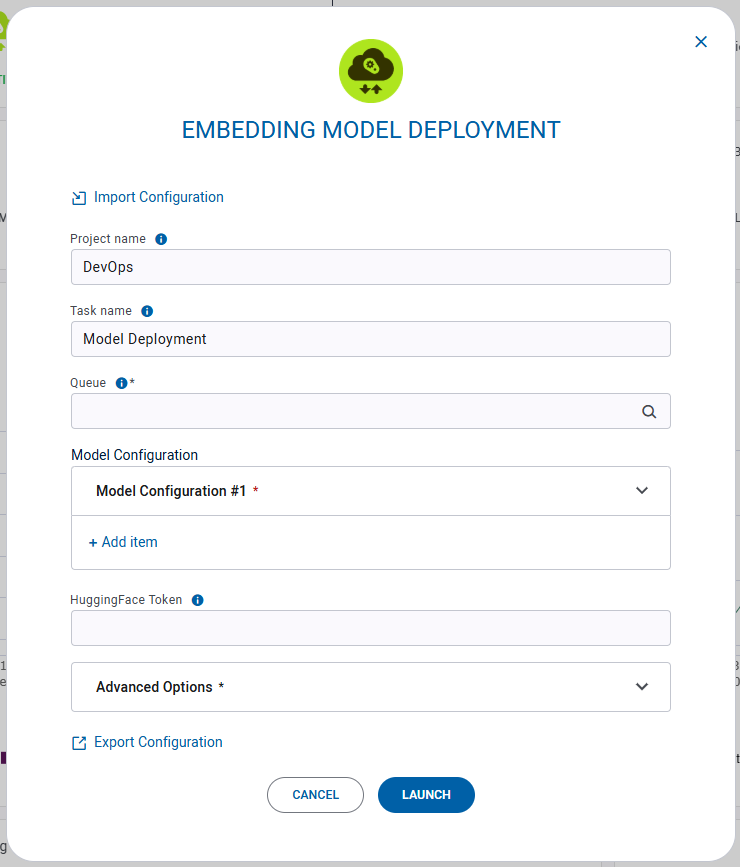 EMBEDDING MODEL DEPLOYMENT
Import Configuration
Project name
DevOps
Task name
Model Deployment
Queue *
Model Configuration
Model Configuration #1 *
+ Add item
HuggingFace Token
Advanced Options *
Export Configuration
CANCEL LAUNCH